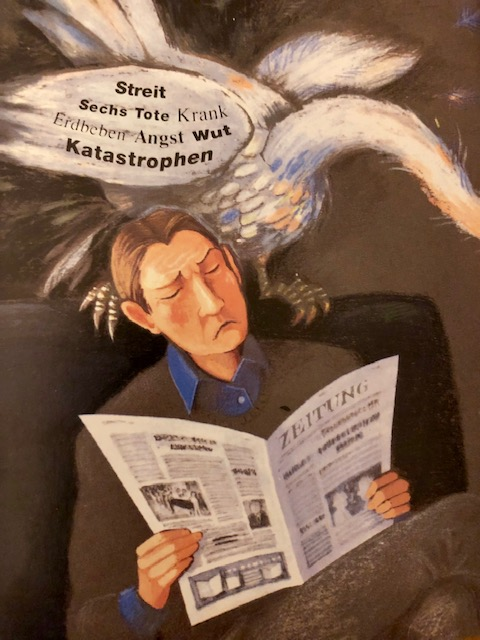 Streit
Sechs Tote Krank
Erdbeben Angst Wut
Katastrophen
ZEITUNG